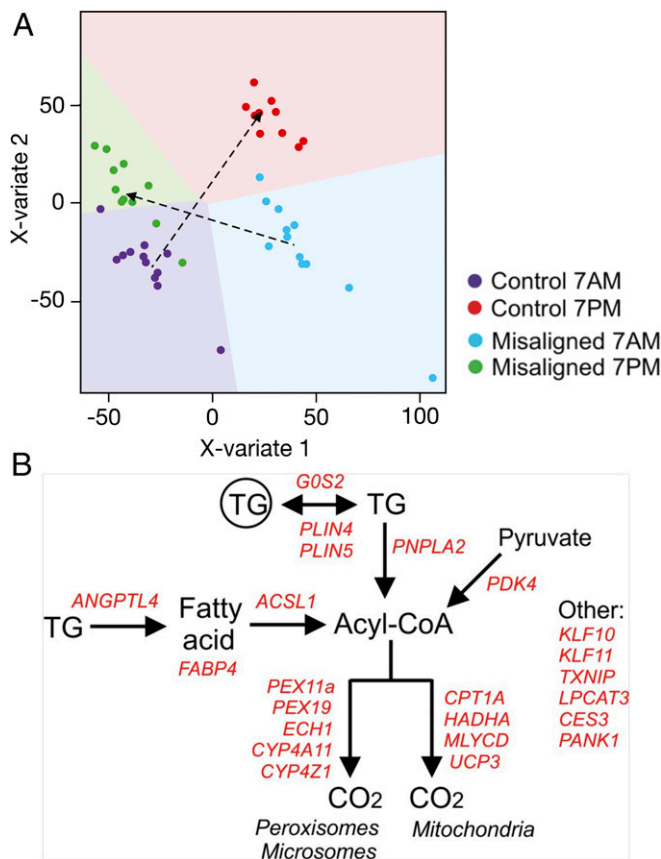 A
X-variate 2
50
0
-50
-50
0
50
100
X-variate 1
Control 7AM
Control 7PM
Misaligned 7AM
Misaligned 7PM
B
TG
G0S2
PLIN4
PLIN5
TG
PNPLA2
Pyruvate
PDK4
TG
ANGPTL4
Fatty
acid
FABP4
ACSL1
Acyl-CoA
Other:
KLF10
KLF11
TXNIP
LPCAT3
CES3
PANK1
PEX11a
PEX19
ECH1
CYP4A11
CYP4Z1
CPT1A
HADHA
MLYCD
UCP3
CO2
Peroxisomes
Microsomes
CO2
Mitochondria